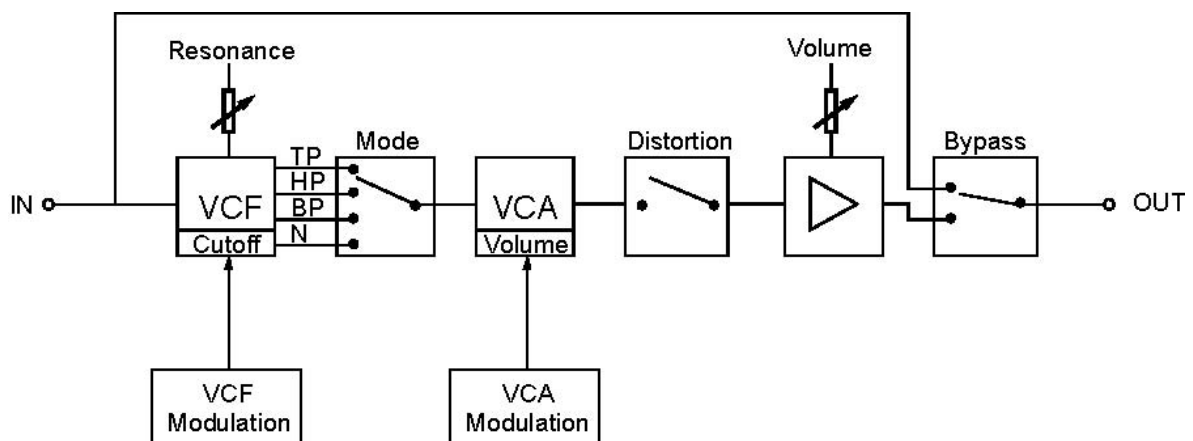 Resonance
Volume
TP
Mode
Distortion
Bypass
HP
IN
VCF
BP
VCA
OUT
Cutoff
N
Volume
VCF
Modulation
VCA
Modulation